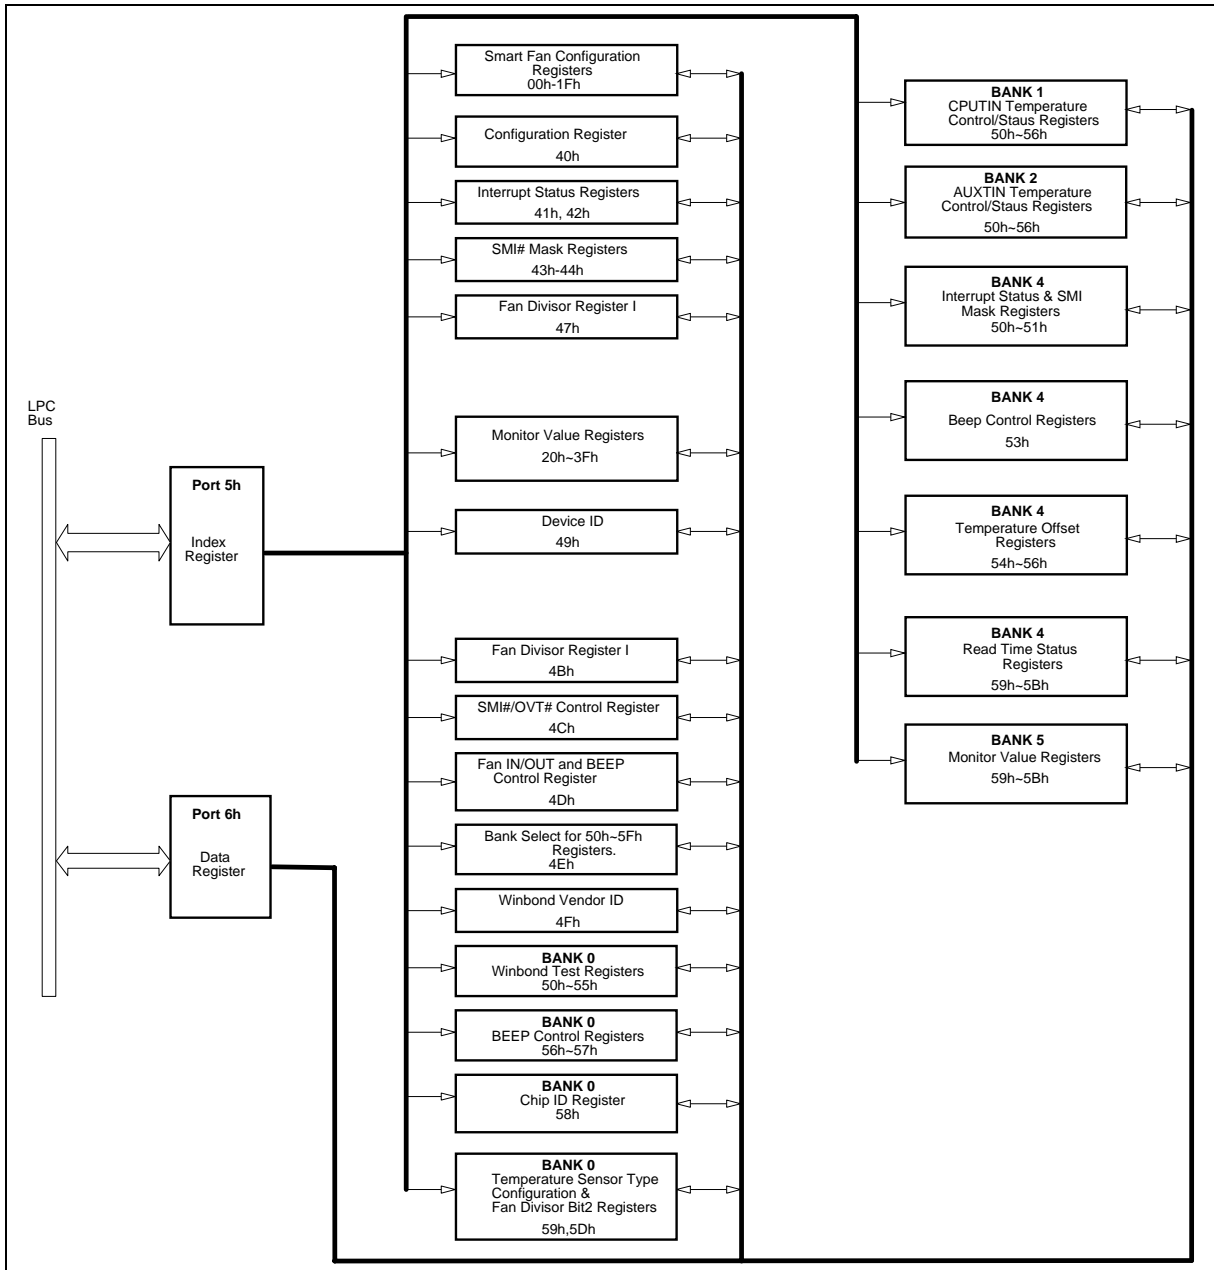 LPC
Bus
Port 5h
Index
Register
Port 6h
Data
Register
Smart Fan Configuration
Registers
00h-1Fh
Configuration Register
40h
Interrupt Status Registers
41h, 42h
SMI# Mask Registers
43h-44h
Fan Divisor Register I
47h
Monitor Value Registers
20h~3Fh
Device ID
49h
Fan Divisor Register I
4Bh
SMI#/OVT# Control Register
4Ch
Fan IN/OUT and BEEP
Control Register
4Dh
Bank Select for 50h~5Fh
Registers.
4Eh
Winbond Vendor ID
4Fh
BANK 0
Winbond Test Registers
50h~55h
BANK 0
BEEP Control Registers
56h~57h
BANK 0
Chip ID Register
58h
BANK 0
Temperature Sensor Type
Configuration &
Fan Divisor Bit2 Registers
59h,5Dh
BANK 1
CPUTIN Temperature
Control/Staus Registers
50h~56h
BANK 2
AUXTIN Temperature
Control/Staus Registers
50h~56h
BANK 4
Interrupt Status & SMI
Mask Registers
50h~51h
BANK 4
Beep Control Registers
53h
BANK 4
Temperature Offset
Registers
54h~56h
BANK 4
Read Time Status
Registers
59h~5Bh
BANK 5
Monitor Value Registers
59h~5Bh